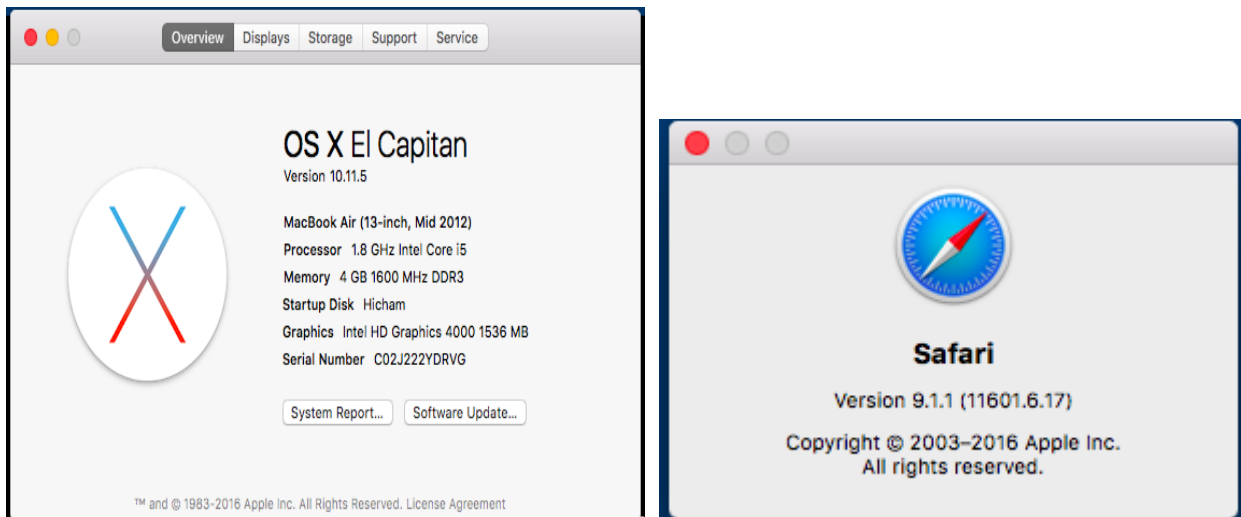 Overview Displays Storage Support Service
OS X El Capitan
Version 10.11.5
MacBook Air (13-inch, Mid 2012)
Processor 1.8 GHz Intel Core i5
Memory 4 GB 1600 MHz DDR3
Startup Disk Hicham
Graphics Intel HD Graphics 4000 1536 MB
Serial Number C02J222YDRVG
System Report... Software Update...
™ and © 1983-2016 Apple Inc. All Rights Reserved. License Agreement
Safari
Version 9.1.1 (11601.6.17)
Copyright © 2003–2016 Apple Inc.
All rights reserved.